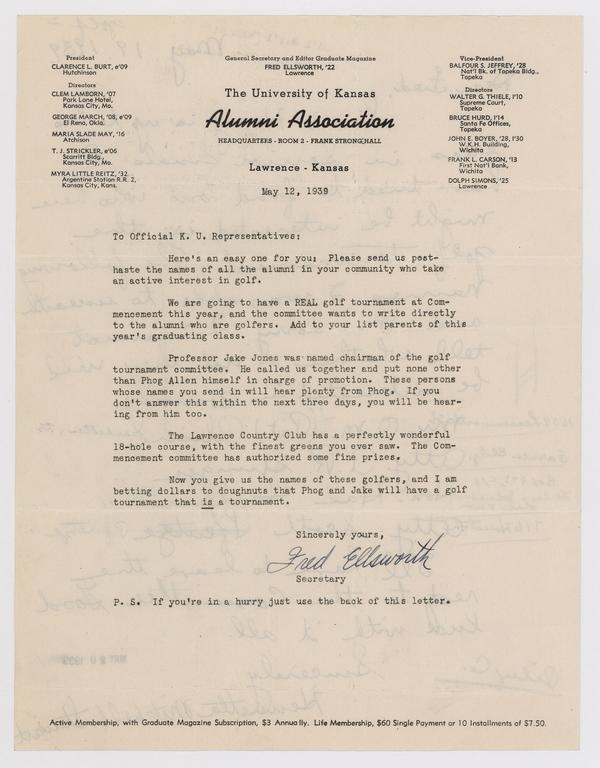 President
CLARENCE L. BURT, e'09
Hutchinson
Directors
CLEM LAMBORN, '07
Park Lane Hotel,
Kansas City, Mo.
GEORGE MARCH, '08, e'09
El Reno, Okla.
MARIA SLADE MAY, '16
Atchison
T. J. STRICKLER, e'06
Scarritt Bldg.,
Kansas City, Mo.
MYRA LITTLE REITZ, '32
Argentine Station R.R. 2,
Kansas City, Kans.
General Secretary and Editor Graduate Magazine
FRED ELLSWORTH, '22
Lawrence
The University of Kansas
Alumni Association
HEADQUARTERS - ROOM 2 - FRANK STRONG HALL
Lawrence - Kansas
Vice-President
BALFOUR S. JEFFREY, '28
Nat'l Bk. of Topeka Bldg.,
Topeka
Directors
WALTER G. THIELE, l'10
Supreme Court,
Topeka
BRUCE HURD, l'14
Santa Fe Offices,
Topeka
JOHN E. BOYER, '28, l'30
W.K.H. Building,
Wichita
FRANK L. CARSON, '13
First Nat'l Bank,
Wichita
DOLPH SIMONS, '25
Lawrence
May 12, 1939
To Official K. U. Representatives:
Here's an easy one for you: Please send us post-
haste the names of all the alumni in your community who take
an active interest in golf.
We are going to have a REAL golf tournament at Com-
mencement this year, and the committee wants to write directly
to the alumni who are golfers. Add to your list parents of this
year's graduating class.
Professor Jake Jones was named chairman of the golf
tournament committee. He called us together and put none other
than Phog Allen himself in charge of promotion. These persons
whose names you send in will hear plenty from Phog. If you
don't answer this within the next three days, you will be hear-
ing from him too.
The Lawrence Country Club has a perfectly wonderful
18-hole course, with the finest greens you ever saw. The Com-
mencement committee has authorized some fine prizes.
Now you give us the names of these golfers, and I am
betting dollars to doughnuts that Phog and Jake will have a golf
tournament that is a tournament.
Sincerely yours,
Fred Ellsworth
Secretary
P. S. If you're in a hurry just use the back of this letter.
Active Membership, with Graduate Magazine Subscription, $3 Annually. Life Membership, $60 Single Payment or 10 Installments of $7.50.